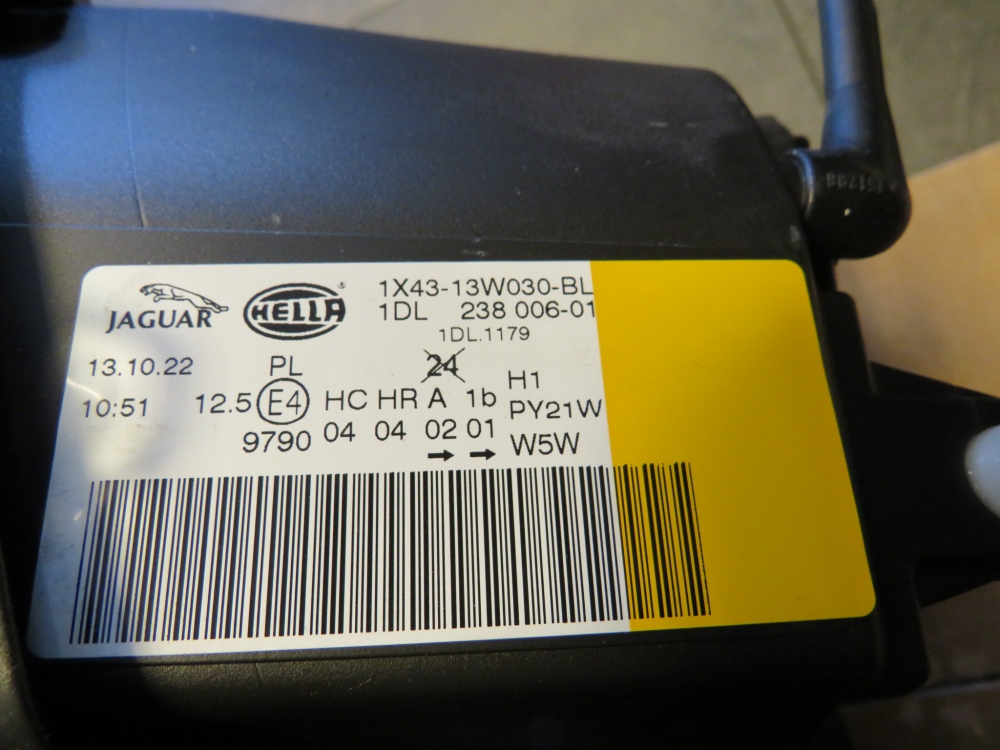 JAGUAR
HELLA
1X43-13W030-BL
1DL 238 006-01
1DL.1179
13.10.22 PL 24
10:51 12.5 E4 HC HR A 1b H1
9790 04 04 02 01 PY21W
→ → W5W